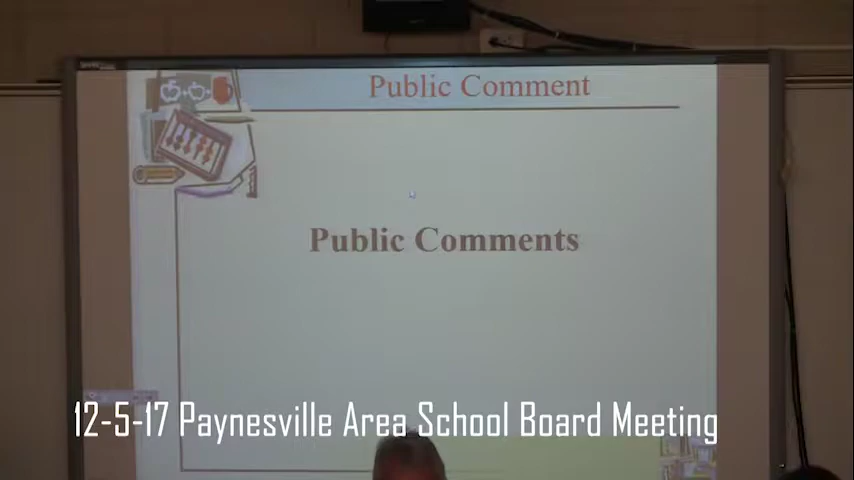 Public Comment
Public Comments
12-5-17 Paynesville Area School Board Meeting